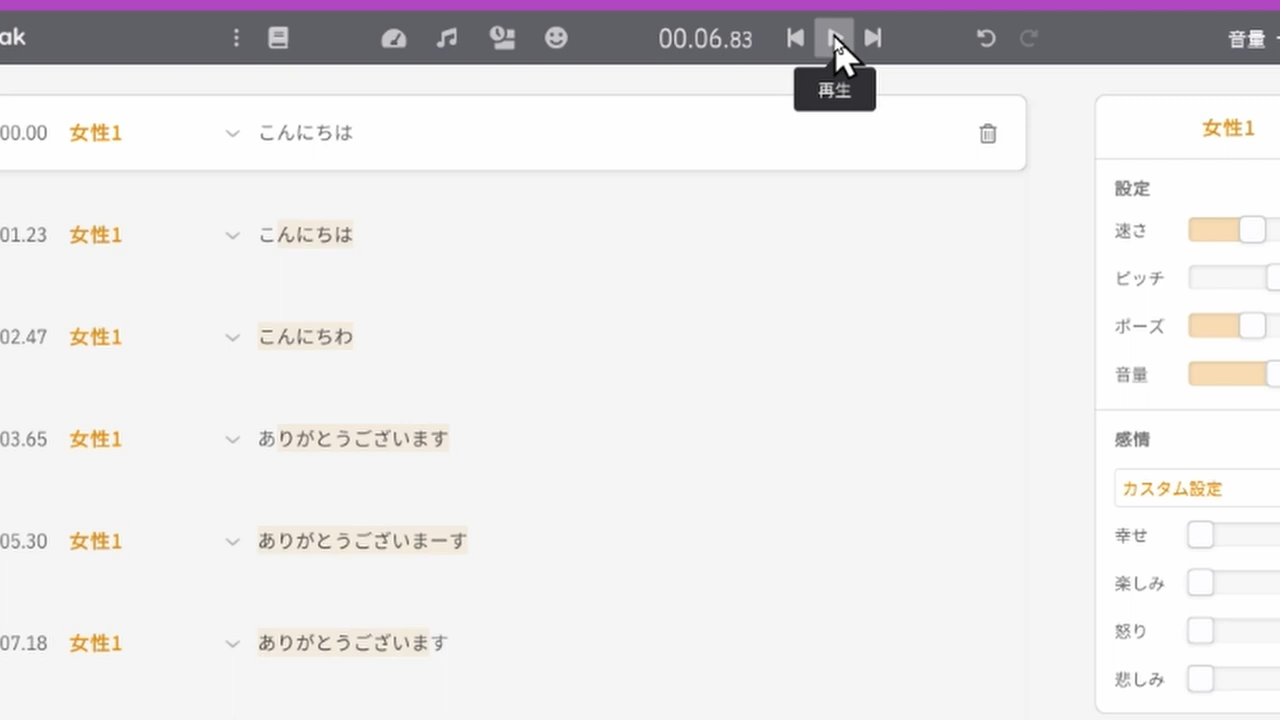 ak
00.06.83
音量
再生
00.00 女性1 こんにちは
01.23 女性1 こんにちは
02.47 女性1 こんにちわ
03.65 女性1 ありがとうございます
05.30 女性1 ありがとうございまーす
07.18 女性1 ありがとうございます
女性1
設定
速さ
ピッチ
ポーズ
音量
感情
カスタム設定
幸せ
楽しみ
怒り
悲しみ